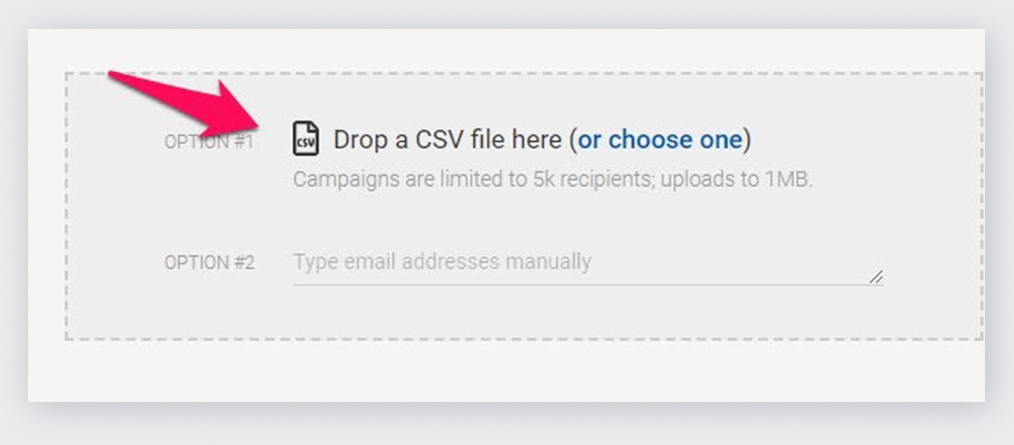 OPTION #1
CSV Drop a CSV file here (or choose one)
Campaigns are limited to 5k recipients; uploads to 1MB.
OPTION #2
Type email addresses manually